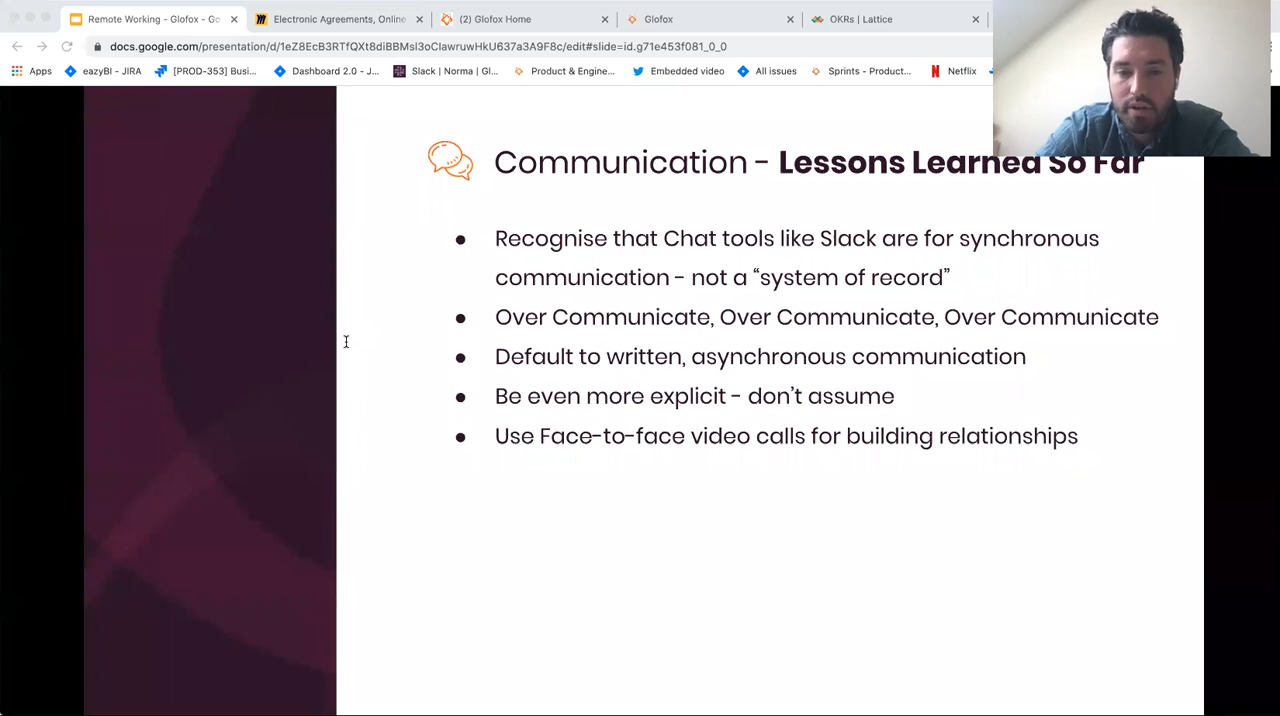 Remote Working - Glofox - Go
Electronic Agreements, Online
(2) Glofox Home
Glofox
OKRs | Lattice
docs.google.com/presentation/d/1eZ8EcB3RTfQXt8diBBMsl3oClawruwHkU637a3A9F8c/edit#slide=id.g71e453f081_0_0
Apps
eazyBI - JIRA
[PROD-353] Busi...
Dashboard 2.0 - J...
Slack | Norma | Gl...
Product & Engine...
Embedded video
All issues
Sprints - Product...
Netflix
Communication - Lessons Learned So Far
● Recognise that Chat tools like Slack are for synchronous
communication - not a “system of record”
● Over Communicate, Over Communicate, Over Communicate
● Default to written, asynchronous communication
● Be even more explicit - don’t assume
● Use Face-to-face video calls for building relationships